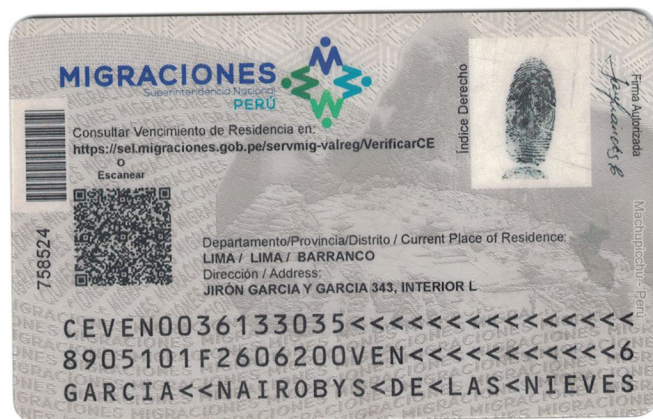 MIGRACIONES
Superintendencia Nacional
PERÚ
Consultar Vencimiento de Residencia en:
https://sel.migraciones.gob.pe/servmig-valreg/VerificarCE
O
Escanear
758524
Índice Derecho
Firma Autorizada
Machupicchu - Perú
Departamento/Provincia/Distrito / Current Place of Residence:
LIMA / LIMA / BARRANCO
Dirección / Address:
JIRÓN GARCIA Y GARCIA 343, INTERIOR L
CEVEN0036133035<<<<<<<<<<<<<<<
8905101F2606200VEN<<<<<<<<<<<6
GARCIA<<NAIROBYS<DE<LAS<NIEVES